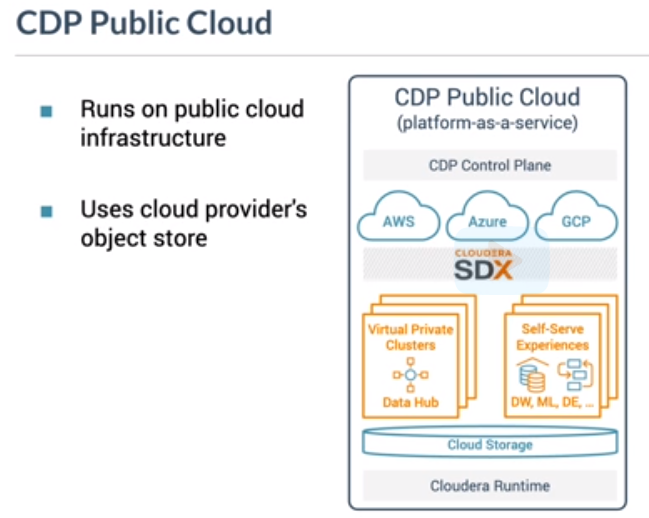 CDP Public Cloud
Runs on public cloud
infrastructure
Uses cloud provider's
object store
CDP Public Cloud
(platform-as-a-service)
CDP Control Plane
AWS
Azure
GCP
CLOUDERA
SDX
Virtual Private
Clusters
Data Hub
Self-Serve
Experiences
DW, ML, DE, ...
Cloud Storage
Cloudera Runtime